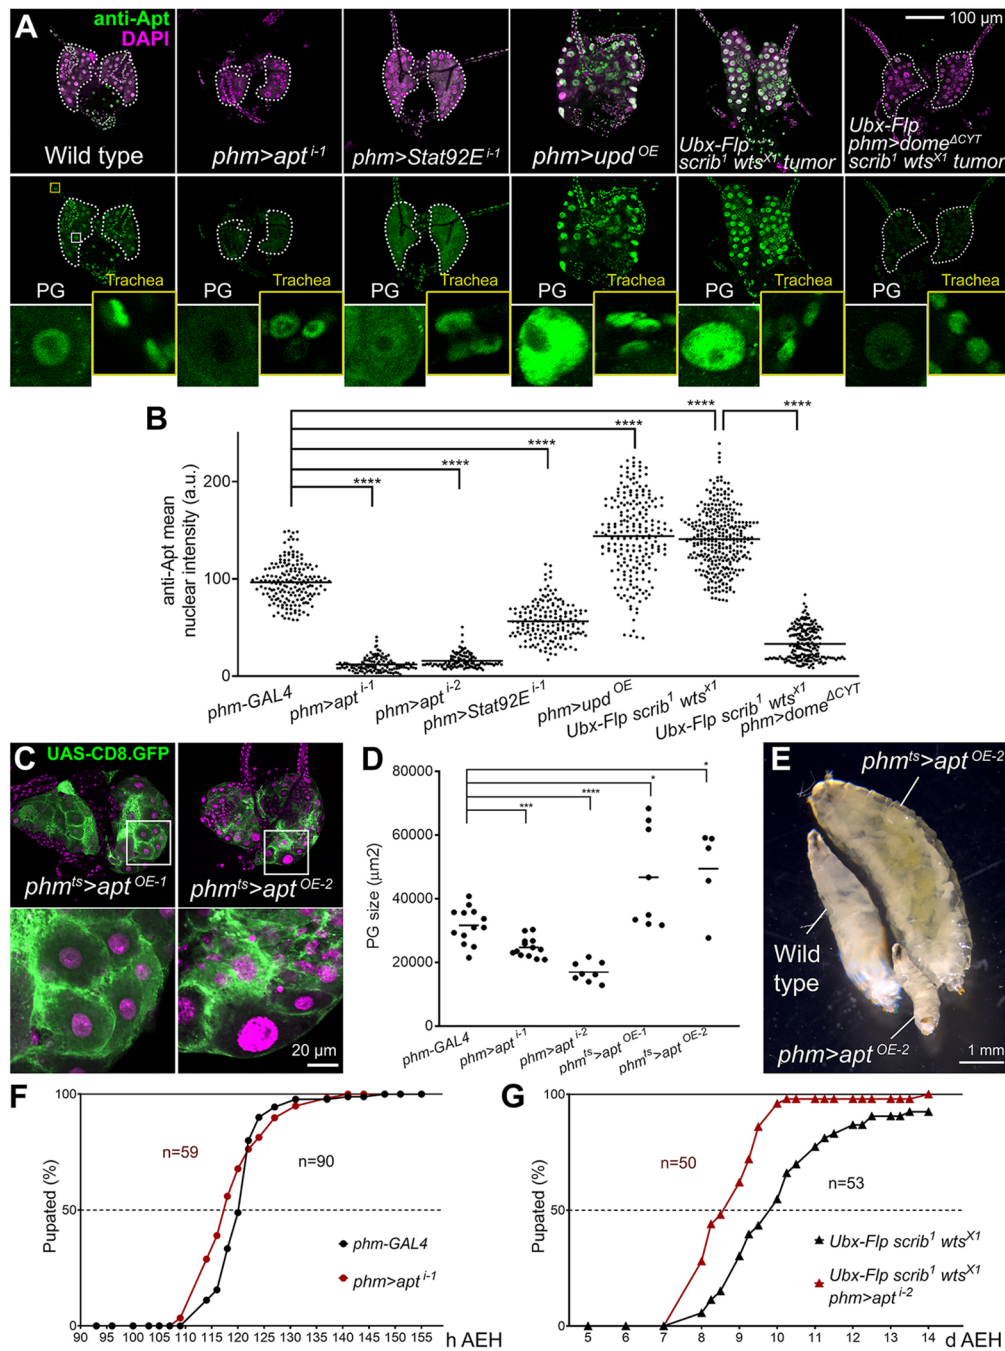 A
anti-Apt
DAPI
100 µm
Wild type
phm>apt i-1
phm>Stat92E i-1
phm>upd OE
Ubx-Flp
scrib1 wtsX1 tumor
Ubx-Flp
phm>domeΔCYT
scrib1 wtsX1 tumor
PG
Trachea
PG
Trachea
PG
Trachea
PG
Trachea
PG
Trachea
PG
Trachea
B
****
****
****
****
****
****
anti-Apt mean
nuclear intensity (a.u.)
200
100
0
phm-GAL4
phm>apt i-1
phm>apt i-2
phm>Stat92E i-1
phm>upd OE
Ubx-Flp scrib1 wtsX1
Ubx-Flp scrib1 wtsX1
phm>domeΔCYT
C
UAS-CD8.GFP
phmts>apt OE-1
phmts>apt OE-2
20 µm
D
80000
60000
40000
20000
0
PG size (µm2)
***
****
*
*
phm-GAL4
phm>apt i-1
phm>apt i-2
phmts>apt OE-1
phmts>apt OE-2
E
phmts>apt OE-2
Wild
type
phm>apt OE-2
1 mm
F
100
50
0
Pupated (%)
n=59
n=90
phm-GAL4
phm>apt i-1
90 95 100 105 110 115 120 125 130 135 140 145 150 155
h AEH
G
100
50
0
Pupated (%)
n=50
n=53
Ubx-Flp scrib1 wtsX1
Ubx-Flp scrib1 wtsX1
phm>apt i-2
5 6 7 8 9 10 11 12 13 14
d AEH